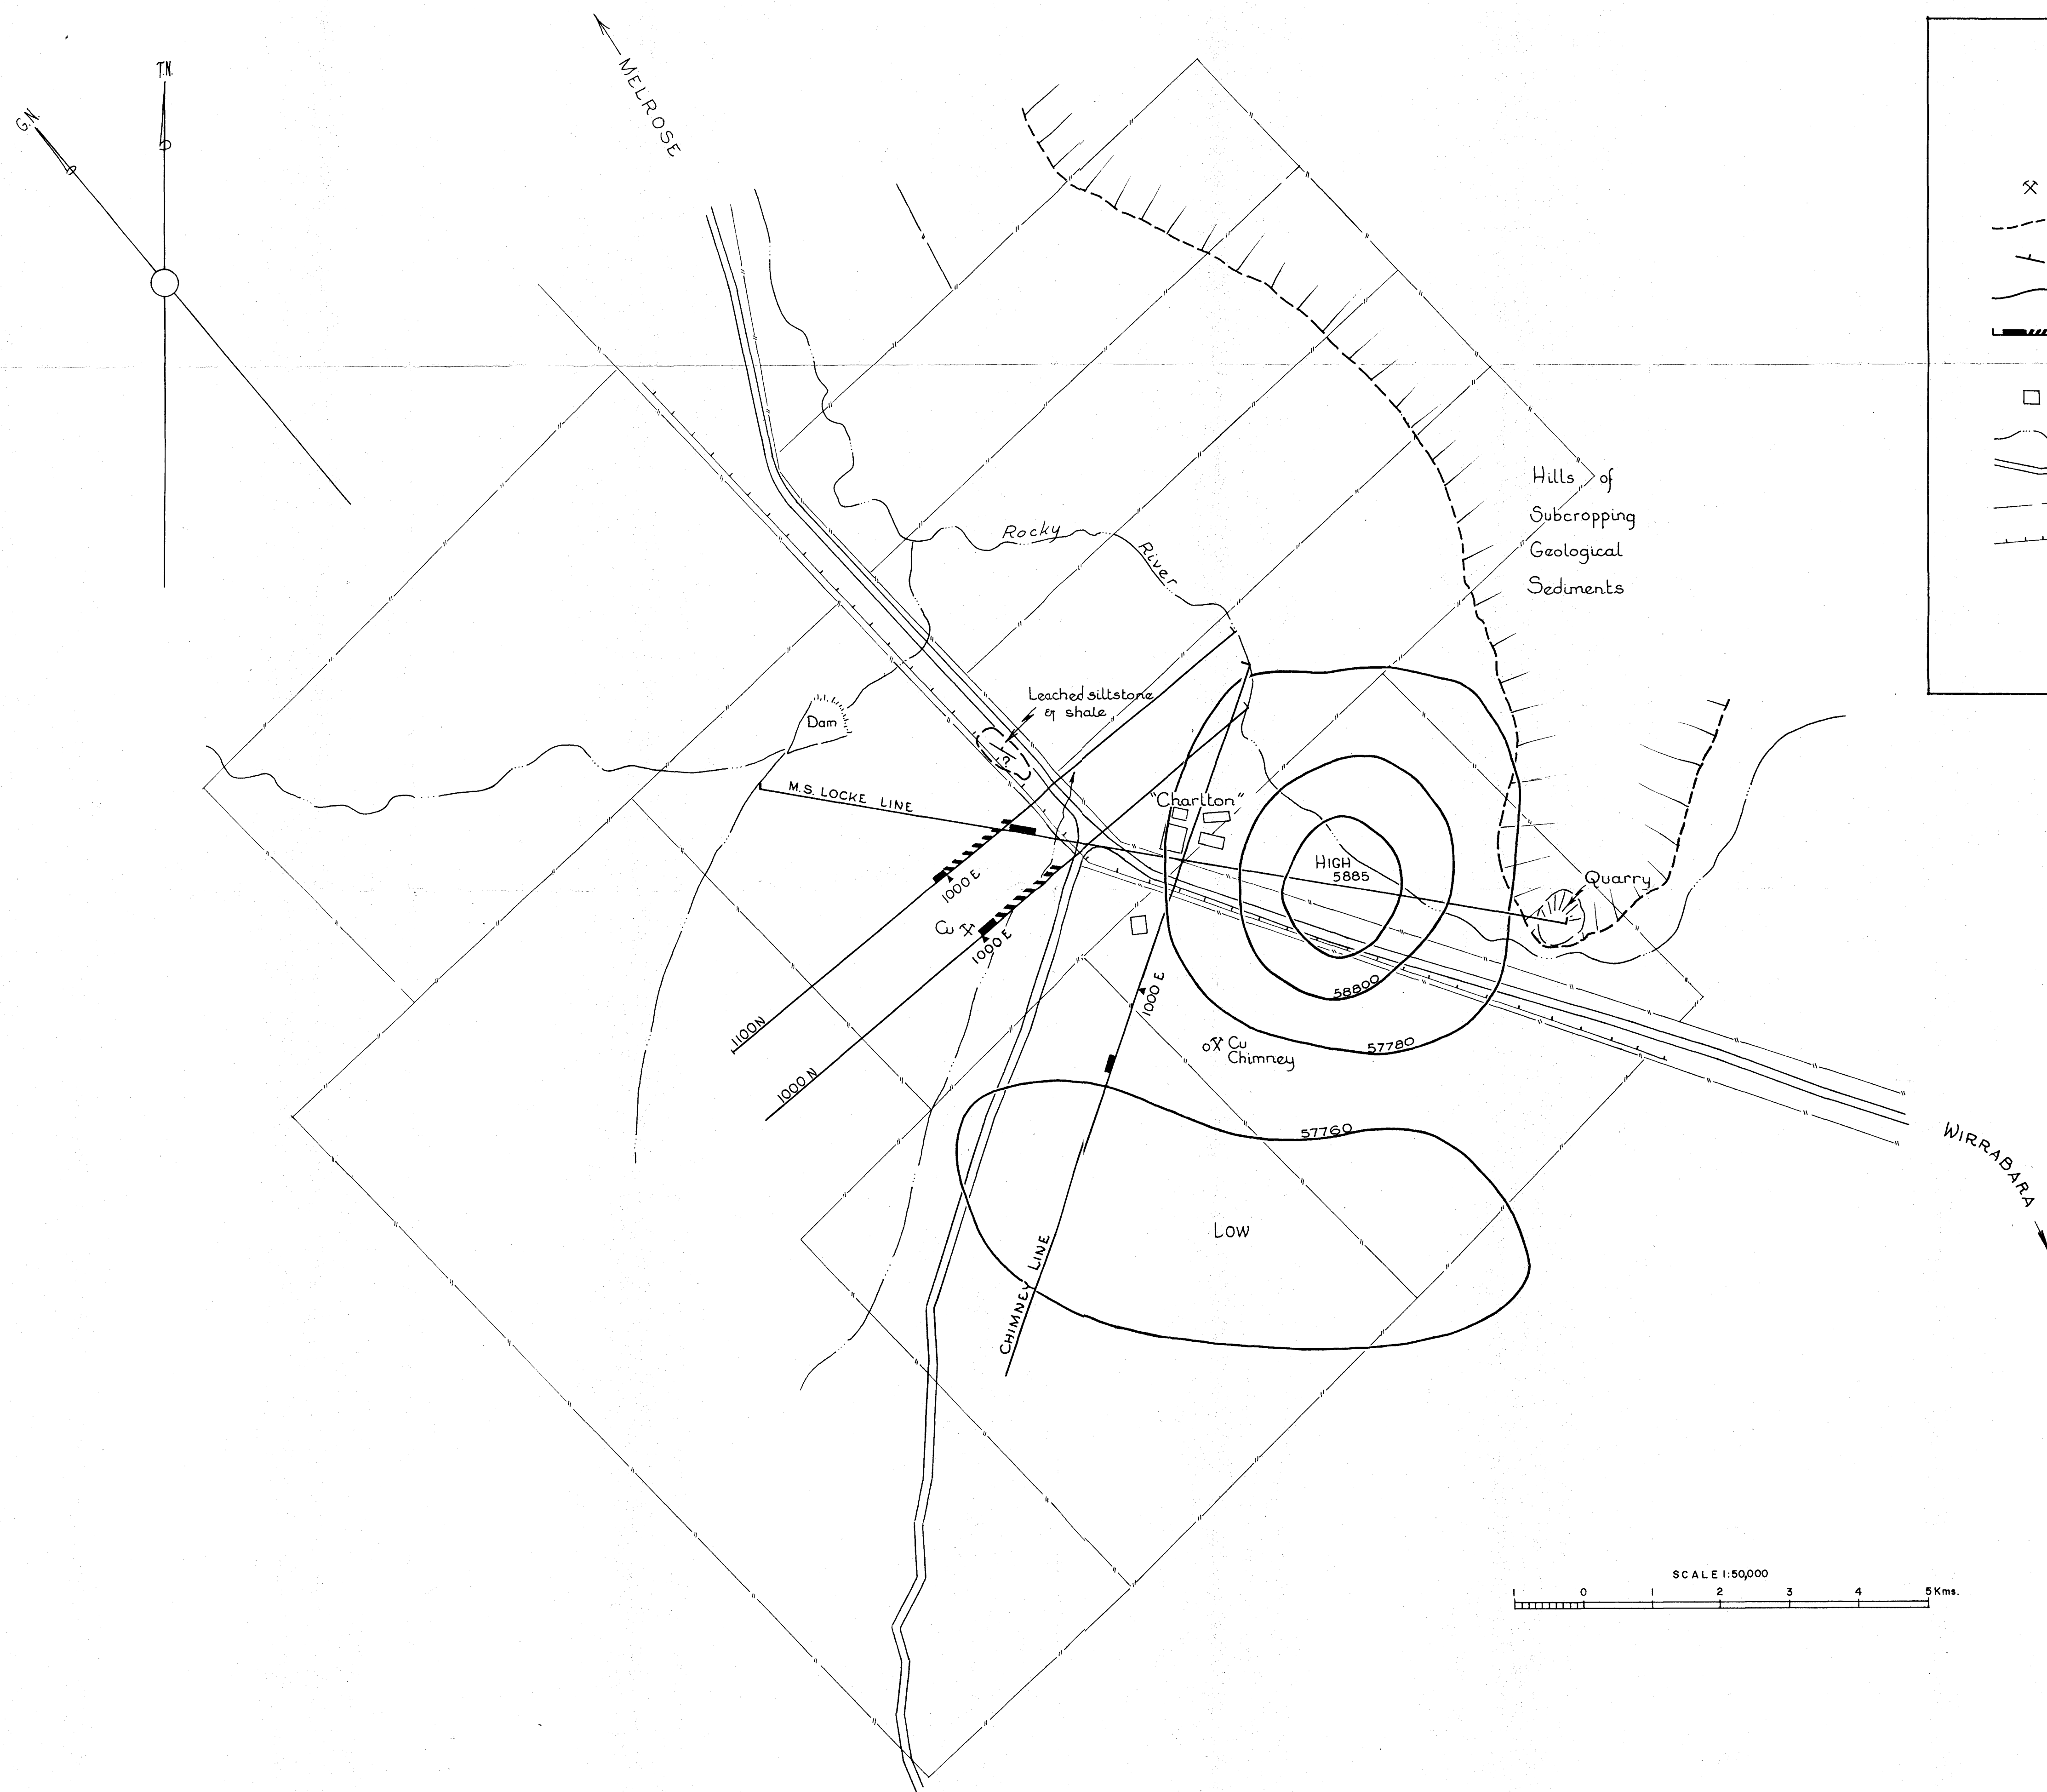 T.N.
G.N.
MELROSE
Hills of
Subcropping
Geological
Sediments
Rocky
River
Leached siltstone
& shale
?
Dam
M.S. LOCKE LINE
"Charlton"
HIGH
5885
Quarry
1000 E
Cu
1000 E
1000 E
58800
1100N
1000 N
Cu
Chimney
57780
57760
WIRRABARA
Low
CHIMNEY LINE
SCALE 1:50,000
1 0 1 2 3 4 5 Kms.